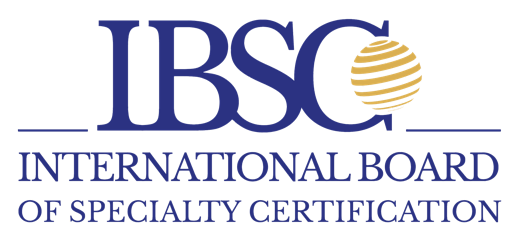 IBSC
INTERNATIONAL BOARD
OF SPECIALTY CERTIFICATION